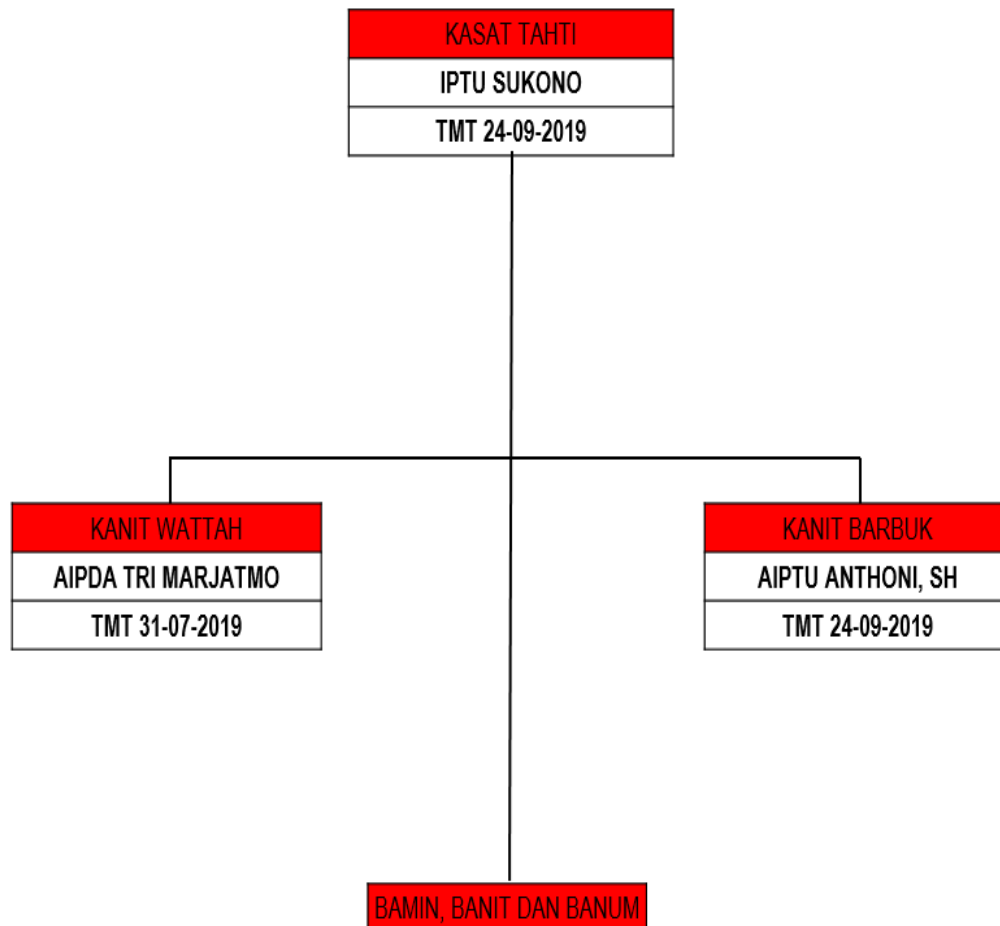 KASAT TAHTI
IPTU SUKONO
TMT 24-09-2019
KANIT WATTAH
AIPDA TRI MARJATMO
TMT 31-07-2019
KANIT BARBUK
AIPTU ANTHONI, SH
TMT 24-09-2019
BAMIN, BANIT DAN BANUM